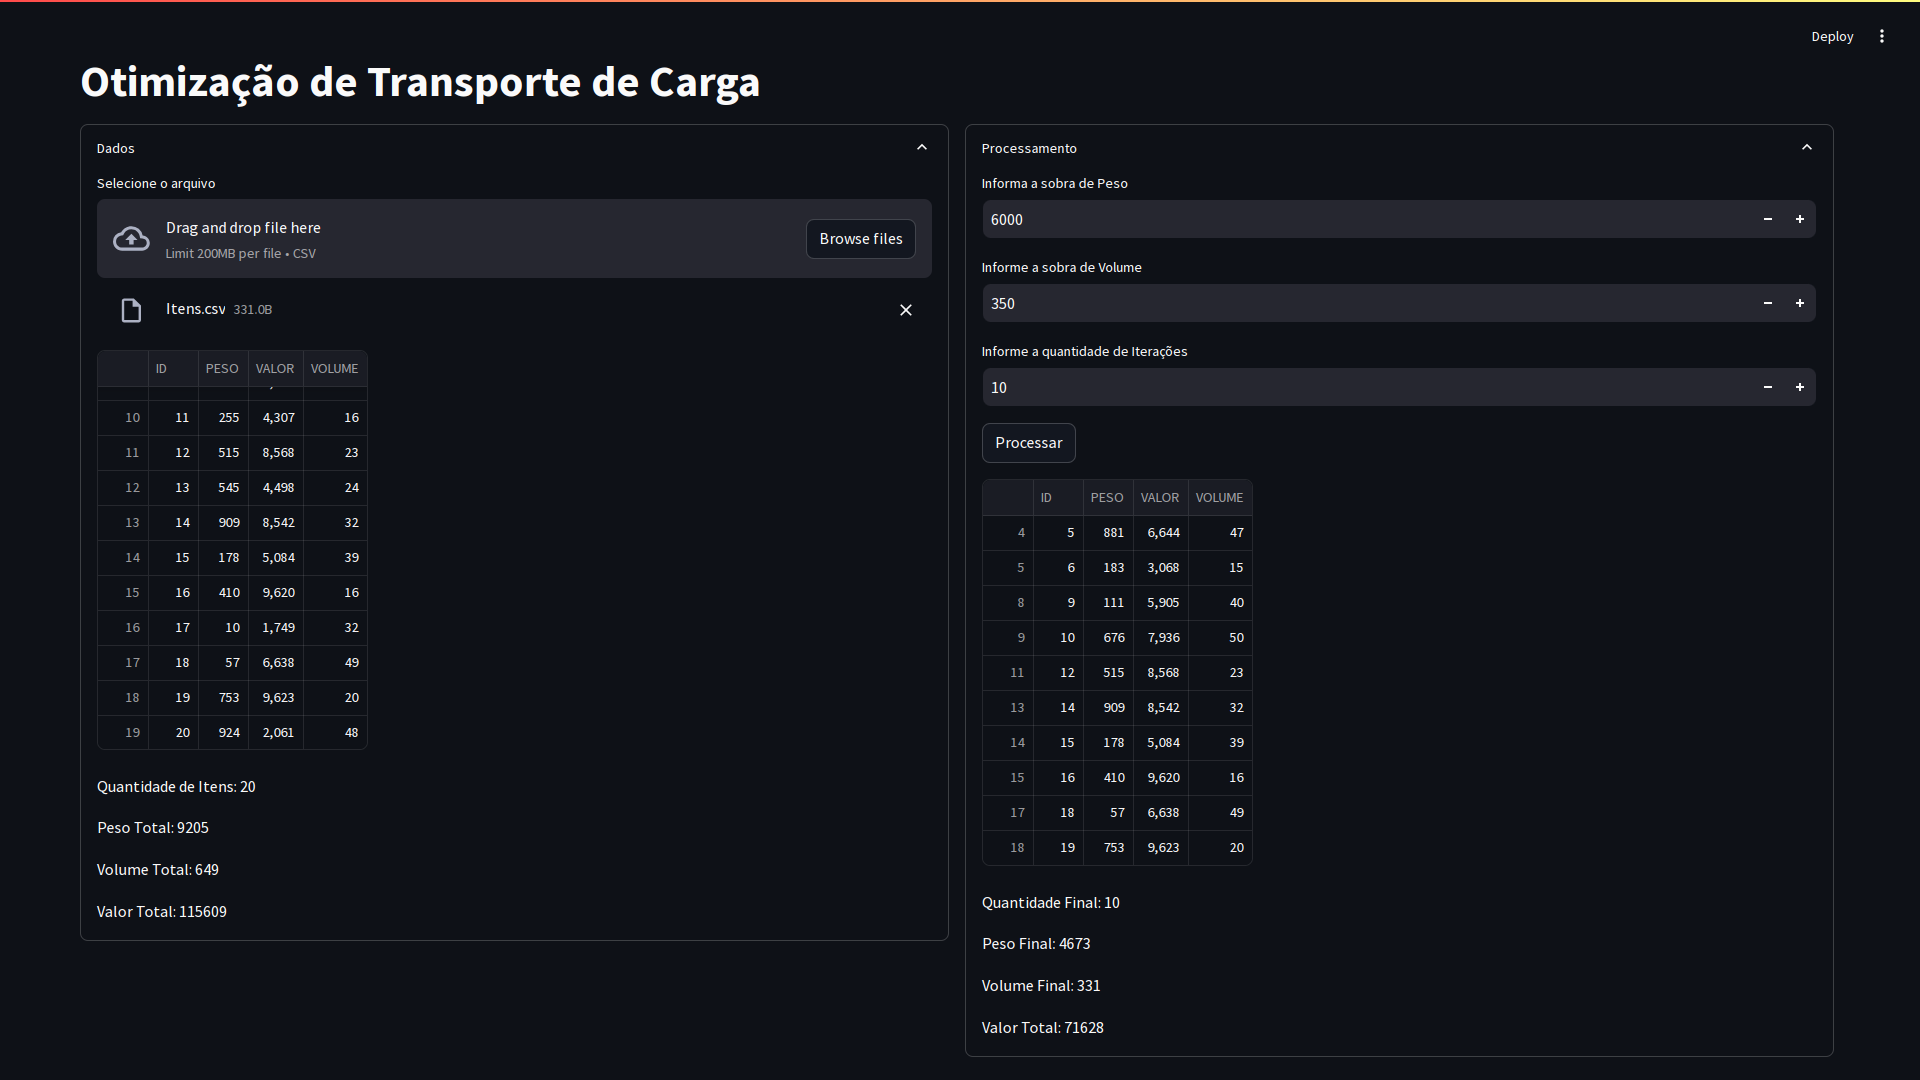 Deploy
Otimização de Transporte de Carga
Dados
Selecione o arquivo
Drag and drop file here
Limit 200MB per file • CSV
Browse files
Itens.csv 331.0B
ID PESO VALOR VOLUME
10 11 255 4,307 16
11 12 515 8,568 23
12 13 545 4,498 24
13 14 909 8,542 32
14 15 178 5,084 39
15 16 410 9,620 16
16 17 10 1,749 32
17 18 57 6,638 49
18 19 753 9,623 20
19 20 924 2,061 48
Quantidade de Itens: 20
Peso Total: 9205
Volume Total: 649
Valor Total: 115609
Processamento
Informa a sobra de Peso
6000
Informe a sobra de Volume
350
Informe a quantidade de Iterações
10
Processar
ID PESO VALOR VOLUME
4 5 881 6,644 47
5 6 183 3,068 15
8 9 111 5,905 40
9 10 676 7,936 50
11 12 515 8,568 23
13 14 909 8,542 32
14 15 178 5,084 39
15 16 410 9,620 16
17 18 57 6,638 49
18 19 753 9,623 20
Quantidade Final: 10
Peso Final: 4673
Volume Final: 331
Valor Total: 71628